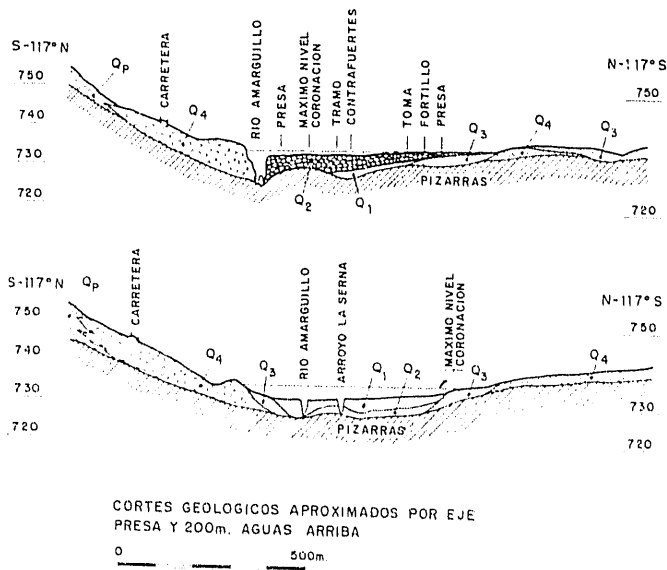 S-117° N
750
740
730
720
QP
CARRETERA
Q4
RIO AMARGUILLO
PRESA
MAXIMO NIVEL
CORONACION
TRAMO
CONTRAFUERTES
TOMA
FORTILLO
PRESA
Q3
Q4
Q3
N-117° S
750
730
720
PIZARRAS
Q2
Q1
S-117° N
750
740
730
720
QP
CARRETERA
Q4
Q3
RIO AMARGUILLO
ARROYO LA SERNA
Q1
Q2
MAXIMO NIVEL
CORONACION
Q3
Q4
N-117° S
750
730
720
PIZARRAS
CORTES GEOLOGICOS APROXIMADOS POR EJE
PRESA Y 200m. AGUAS ARRIBA
0 500m.